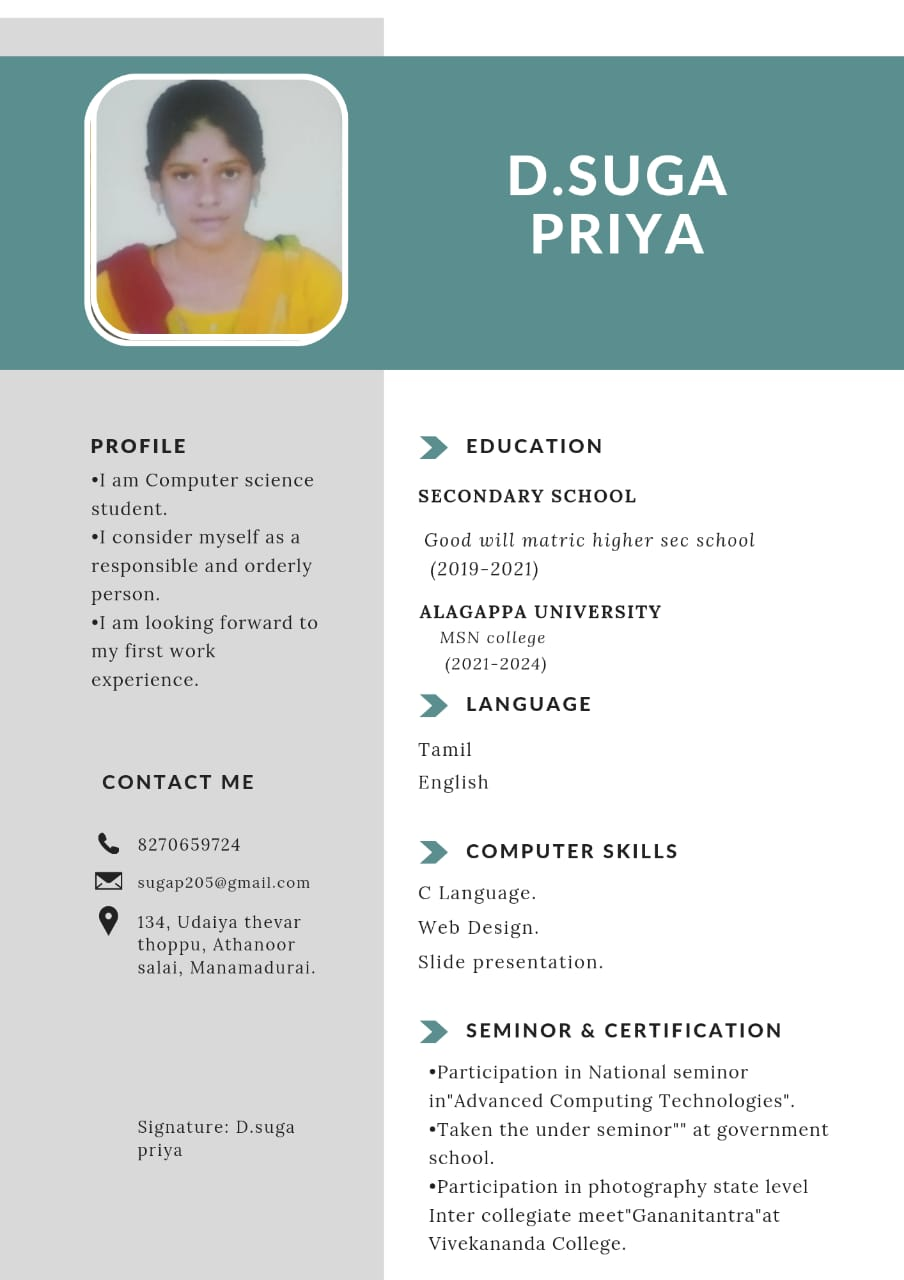 D.SUGA
PRIYA
PROFILE
•I am Computer science
student.
•I consider myself as a
responsible and orderly
person.
•I am looking forward to
my first work
experience.
CONTACT ME
8270659724
sugap205@gmail.com
134, Udaiya thevar
thoppu, Athanoor
salai, Manamadurai.
Signature: D.suga
priya
EDUCATION
SECONDARY SCHOOL
Good will matric higher sec school
(2019-2021)
ALAGAPPA UNIVERSITY
MSN college
(2021-2024)
LANGUAGE
Tamil
English
COMPUTER SKILLS
C Language.
Web Design.
Slide presentation.
SEMINOR & CERTIFICATION
•Participation in National seminor
in"Advanced Computing Technologies".
•Taken the under seminor"" at government
school.
•Participation in photography state level
Inter collegiate meet"Gananitantra"at
Vivekananda College.